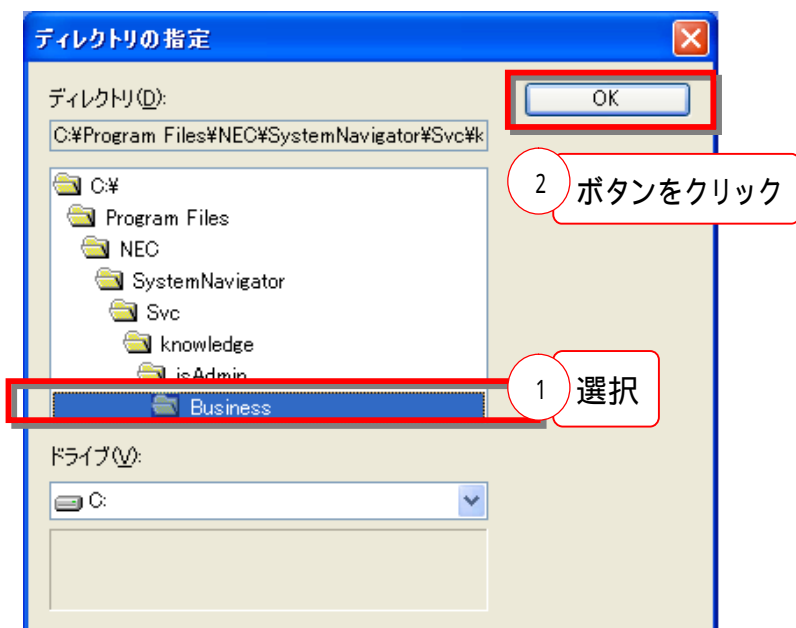 ディレクトリの指定
ディレクトリ(D):
OK
C:¥Program Files¥NEC¥SystemNavigator¥Svc¥k
2 ボタンをクリック
C:¥
Program Files
NEC
SystemNavigator
Svc
knowledge
isAdmin
1 選択
Business
ドライブ(V):
C: